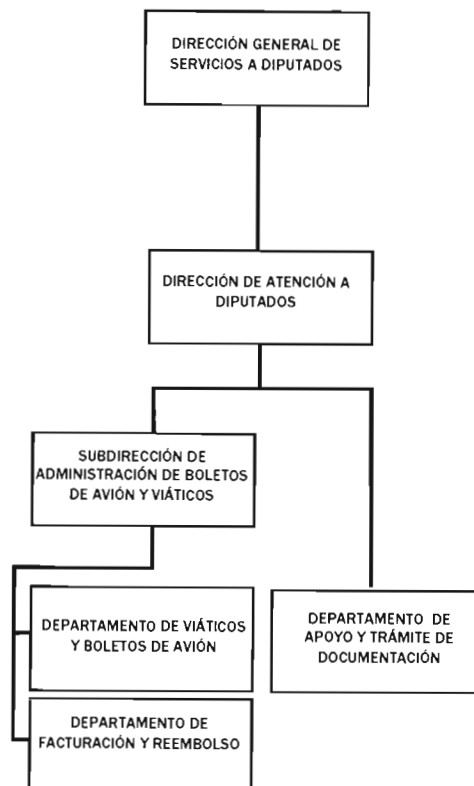 DIRECCIÓN GENERAL DE
SERVICIOS A DIPUTADOS
DIRECCIÓN DE ATENCIÓN A
DIPUTADOS
SUBDIRECCIÓN DE
ADMINISTRACIÓN DE BOLETOS
DE AVIÓN Y VIÁTICOS
DEPARTAMENTO DE VIÁTICOS
Y BOLETOS DE AVIÓN
DEPARTAMENTO DE
APOYO Y TRÁMITE DE
DOCUMENTACIÓN
DEPARTAMENTO DE
FACTURACIÓN Y REEMBOLSO